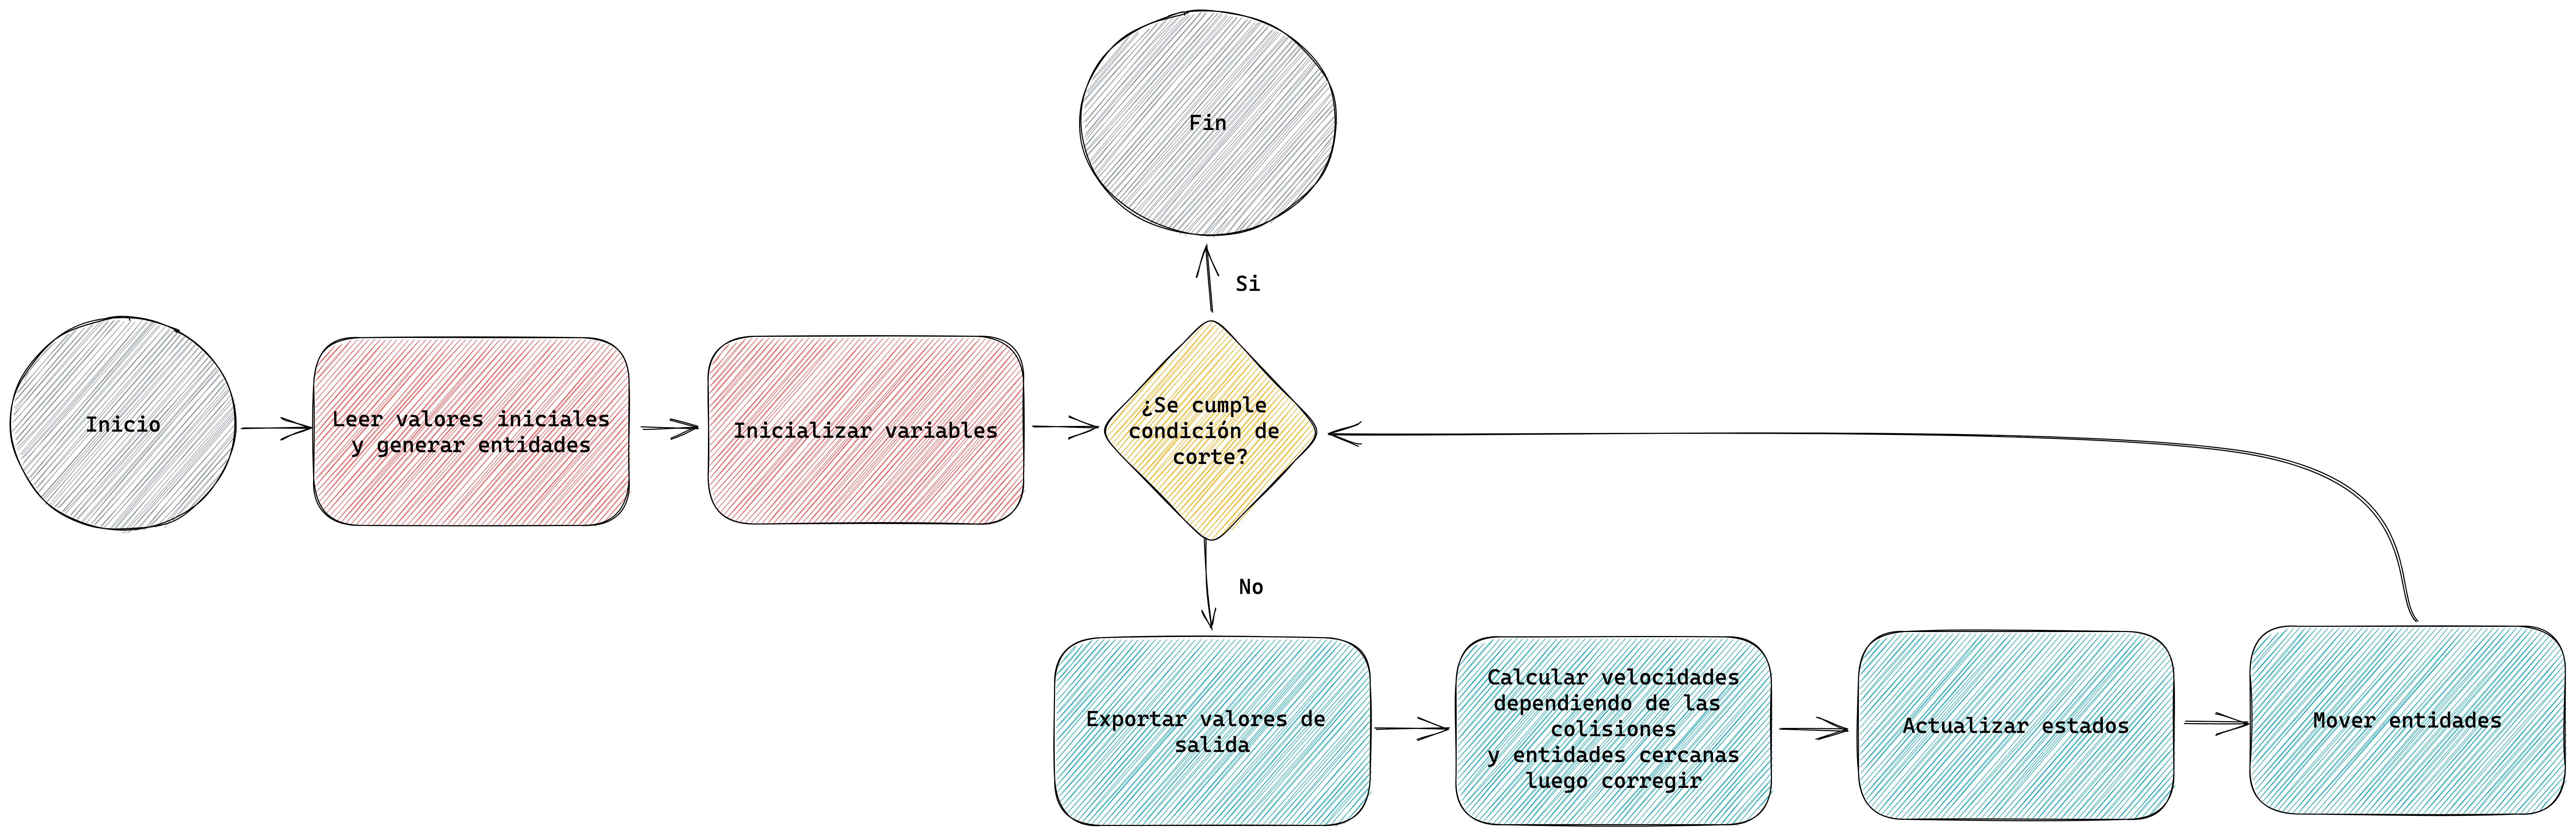 Fin
Si
Inicio
Leer valores iniciales
y generar entidades
Inicializar variables
¿Se cumple
condición de
corte?
No
Exportar valores de
salida
Calcular velocidades
dependiendo de las
colisiones
y entidades cercanas
luego corregir
Actualizar estados
Mover entidades